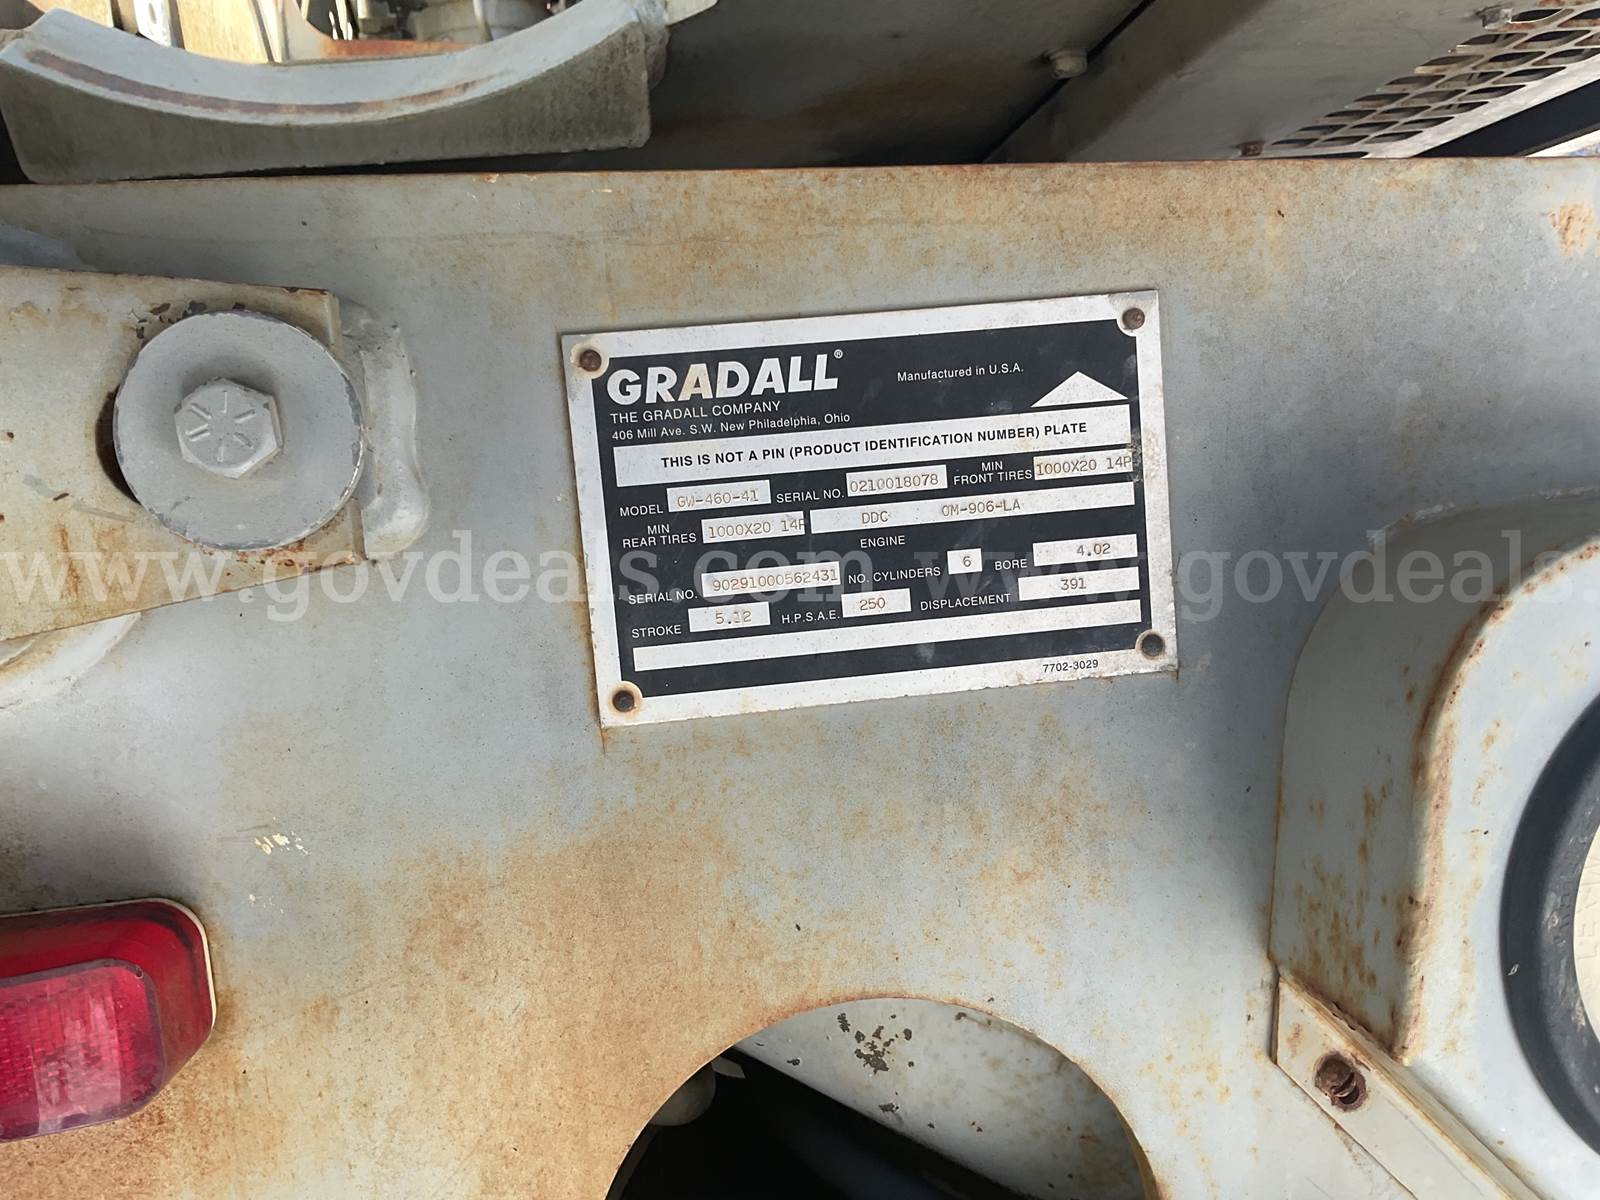 GRADALL® Manufactured in U.S.A.
THE GRADALL COMPANY
406 Mill Ave. S.W. New Philadelphia, Ohio
THIS IS NOT A PIN (PRODUCT IDENTIFICATION NUMBER) PLATE
MODEL GW-460-41 SERIAL NO. 0210018078 MIN FRONT TIRES 1000X20 14P
MIN REAR TIRES 1000X20 14P DDC OM-906-LA
ENGINE
SERIAL NO. 90291000562431 NO. CYLINDERS 6 BORE 4.02
STROKE 5.12 H.P.S.A.E. 250 DISPLACEMENT 391
7702-3029
www.govdeals.com www.govdeals.